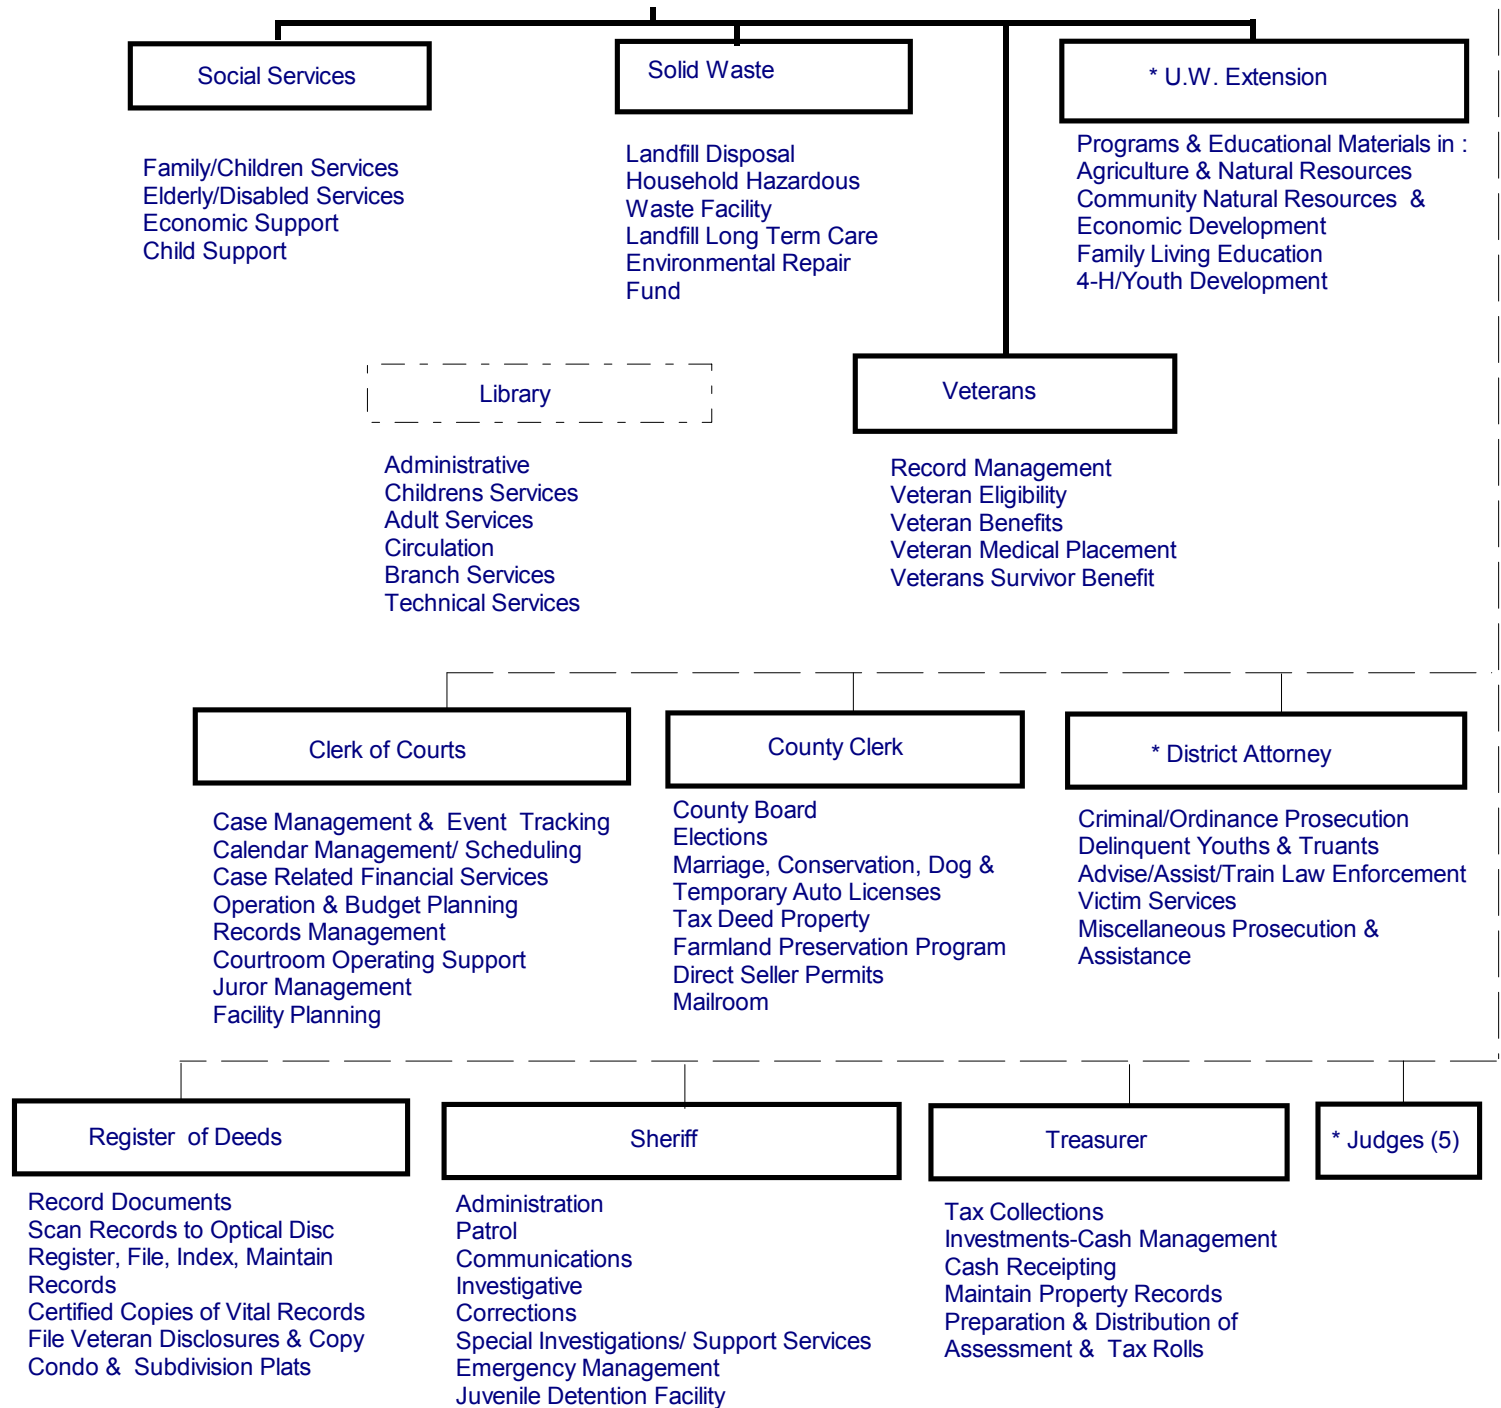 Social Services
Family/Children Services
Elderly/Disabled Services
Economic Support
Child Support
Solid Waste
Landfill Disposal
Household Hazardous
Waste Facility
Landfill Long Term Care
Environmental Repair
Fund
* U.W. Extension
Programs & Educational Materials in :
Agriculture & Natural Resources
Community Natural Resources &
Economic Development
Family Living Education
4-H/Youth Development
Library
Administrative
Childrens Services
Adult Services
Circulation
Branch Services
Technical Services
Veterans
Record Management
Veteran Eligibility
Veteran Benefits
Veteran Medical Placement
Veterans Survivor Benefit
Clerk of Courts
Case Management & Event Tracking
Calendar Management/ Scheduling
Case Related Financial Services
Operation & Budget Planning
Records Management
Courtroom Operating Support
Juror Management
Facility Planning
County Clerk
County Board
Elections
Marriage, Conservation, Dog &
Temporary Auto Licenses
Tax Deed Property
Farmland Preservation Program
Direct Seller Permits
Mailroom
* District Attorney
Criminal/Ordinance Prosecution
Delinquent Youths & Truants
Advise/Assist/Train Law Enforcement
Victim Services
Miscellaneous Prosecution &
Assistance
Register of Deeds
Record Documents
Scan Records to Optical Disc
Register, File, Index, Maintain
Records
Certified Copies of Vital Records
File Veteran Disclosures & Copy
Condo & Subdivision Plats
Sheriff
Administration
Patrol
Communications
Investigative
Corrections
Special Investigations/ Support Services
Emergency Management
Juvenile Detention Facility
Treasurer
Tax Collections
Investments-Cash Management
Cash Receipting
Maintain Property Records
Preparation & Distribution of
Assessment & Tax Rolls
* Judges (5)